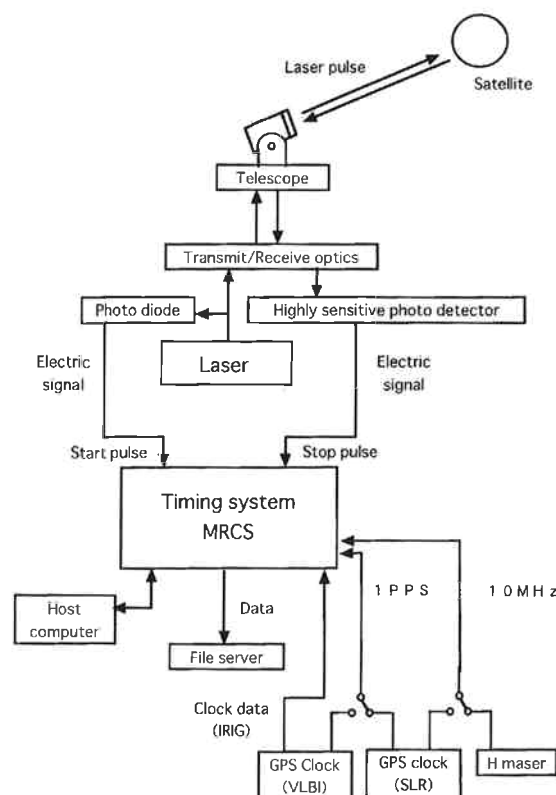 Laser pulse
Satellite
Telescope
Transmit/Receive optics
Photo diode
Highly sensitive photo detector
Laser
Electric
signal
Electric
signal
Start pulse
Stop pulse
Timing system
MRCS
1PPS
10MHz
Host
computer
Data
File server
Clock data
(IRIG)
GPS Clock
(VLBI)
GPS clock
(SLR)
H maser